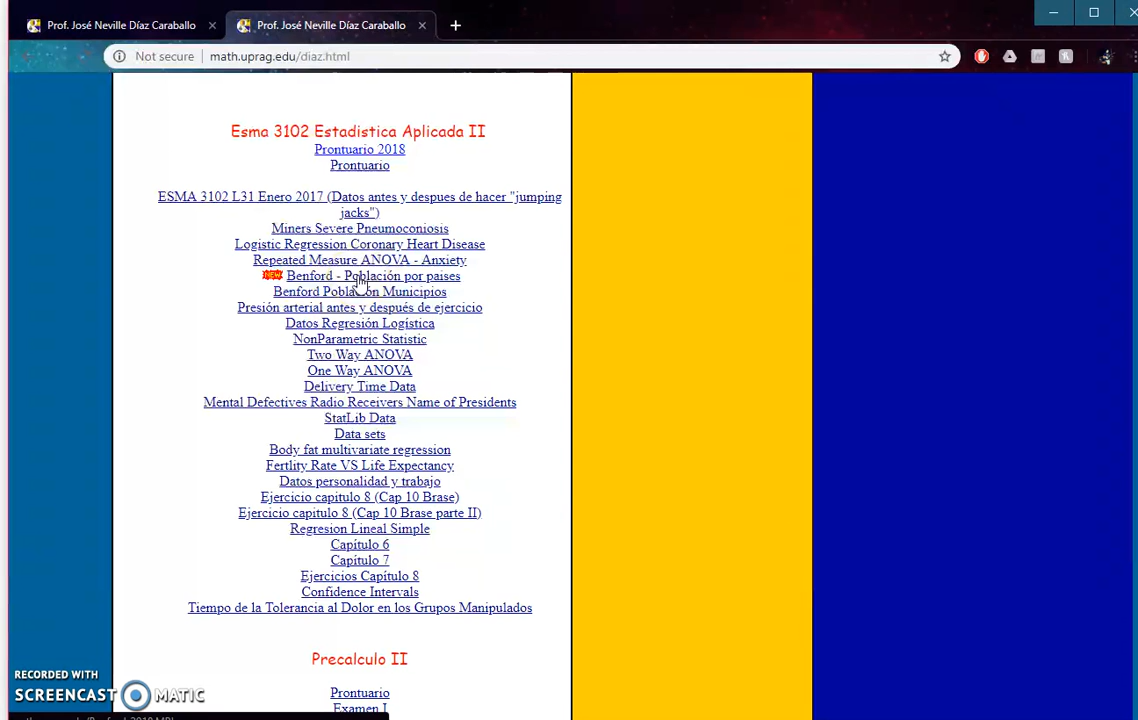 Prof. José Neville Díaz Caraballo
Prof. José Neville Díaz Caraballo
Not secure
math.uprag.edu/diaz.html
Esma 3102 Estadistica Aplicada II
Prontuario 2018
Prontuario
ESMA 3102 L31 Enero 2017 (Datos antes y despues de hacer "jumping
jacks")
Miners Severe Pneumoconiosis
Logistic Regression Coronary Heart Disease
Repeated Measure ANOVA - Anxiety
NEW Benford - Población por paises
Benford Poblacion Municipios
Presión arterial antes y después de ejercicio
Datos Regresión Logística
NonParametric Statistic
Two Way ANOVA
One Way ANOVA
Delivery Time Data
Mental Defectives Radio Receivers Name of Presidents
StatLib Data
Data sets
Body fat multivariate regression
Fertlity Rate VS Life Expectancy
Datos personalidad y trabajo
Ejercicio capitulo 8 (Cap 10 Brase)
Ejercicio capitulo 8 (Cap 10 Brase parte II)
Regresion Lineal Simple
Capítulo 6
Capítulo 7
Ejercicios Capítulo 8
Confidence Intervals
Tiempo de la Tolerancia al Dolor en los Grupos Manipulados
Precalculo II
Prontuario
Examen I
RECORDED WITH
SCREENCAST MATIC